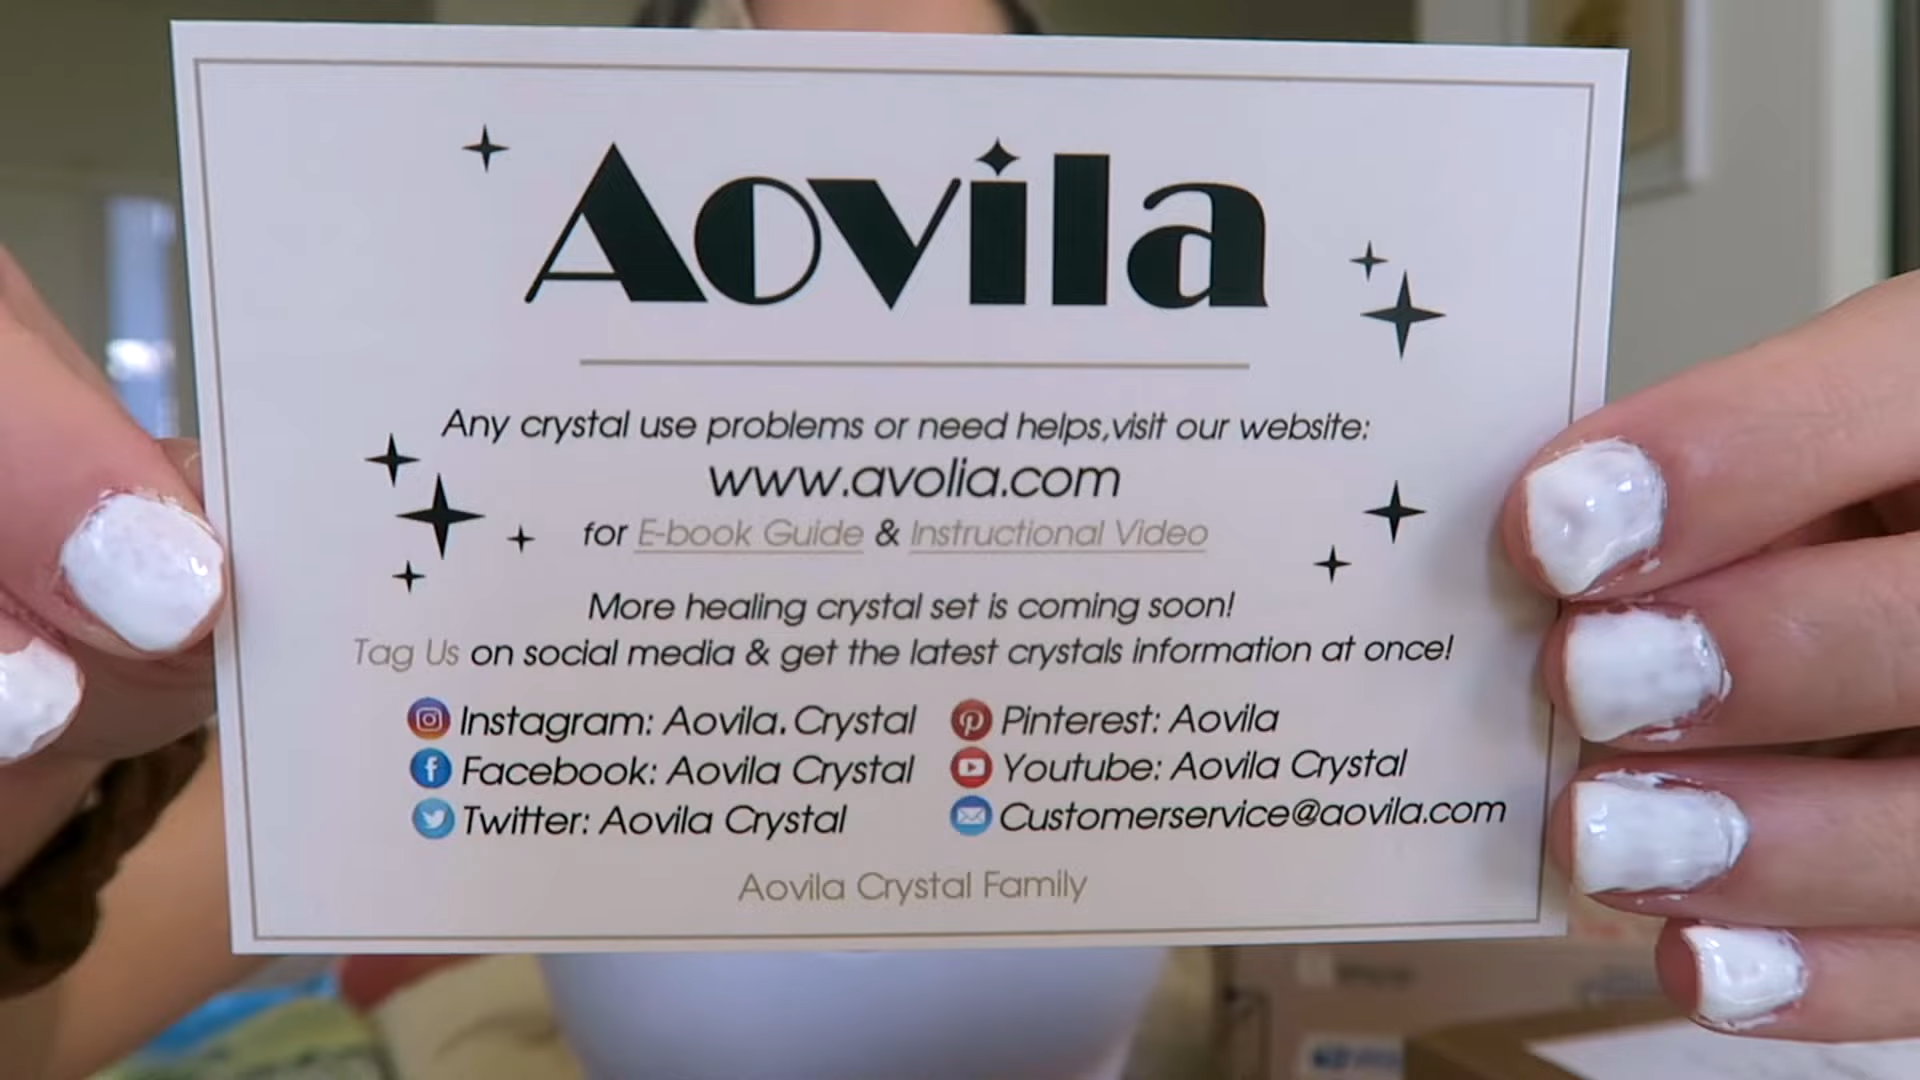 Aovila
Any crystal use problems or need helps,visit our website:
www.avolia.com
for E-book Guide & Instructional Video
More healing crystal set is coming soon!
Tag Us on social media & get the latest crystals information at once!
Instagram: Aovila.Crystal
Pinterest: Aovila
Facebook: Aovila Crystal
Youtube: Aovila Crystal
Twitter: Aovila Crystal
Customerservice@aovila.com
Aovila Crystal Family